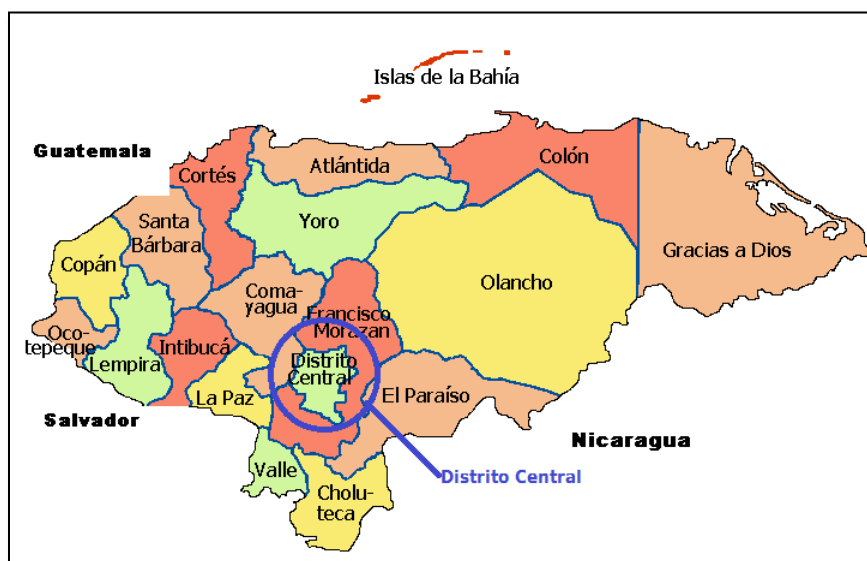 Islas de la Bahía
Guatemala
Cortés
Atlántida
Colón
Santa
Bárbara
Yoro
Copán
Gracias a Dios
Olancho
Coma-
yagua
Francisco
Morazan
Oco-
tepeque
Lempira
Intibucá
Distrito
Central
La Paz
El Paraíso
Salvador
Nicaragua
Valle
Distrito Central
Cholu-
teca